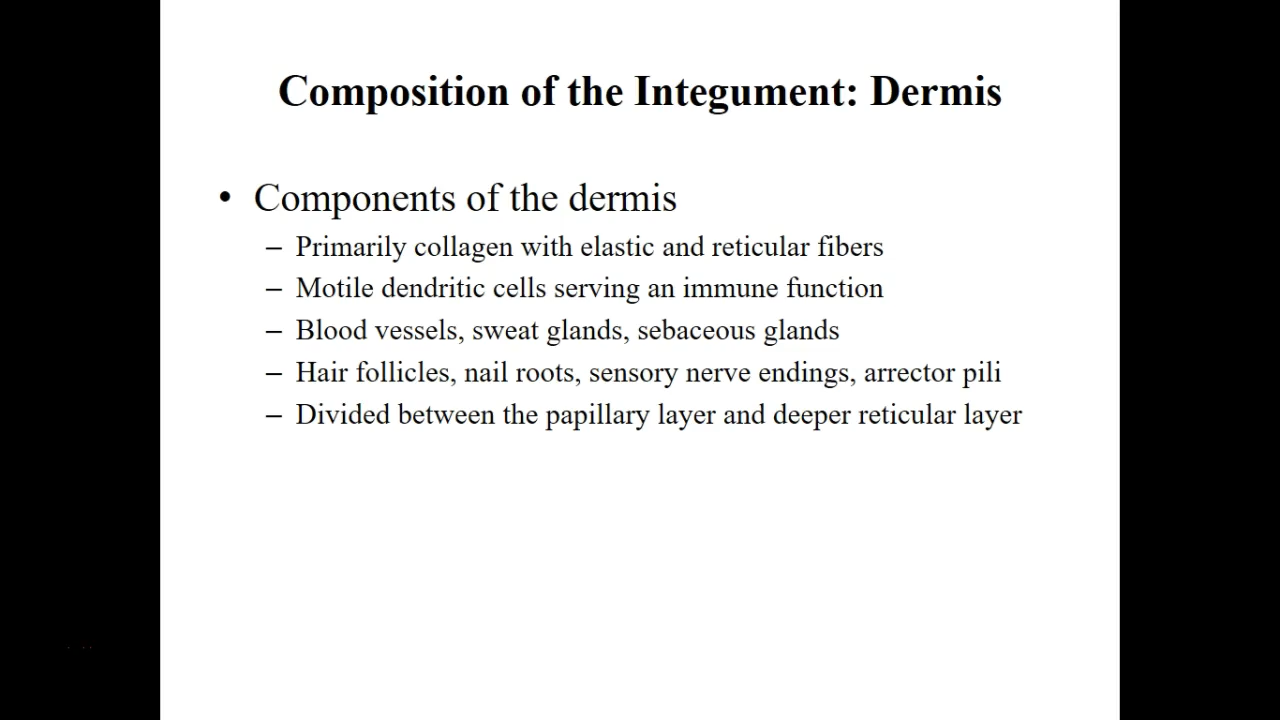 Composition of the Integument: Dermis
• Components of the dermis
– Primarily collagen with elastic and reticular fibers
– Motile dendritic cells serving an immune function
– Blood vessels, sweat glands, sebaceous glands
– Hair follicles, nail roots, sensory nerve endings, arrector pili
– Divided between the papillary layer and deeper reticular layer